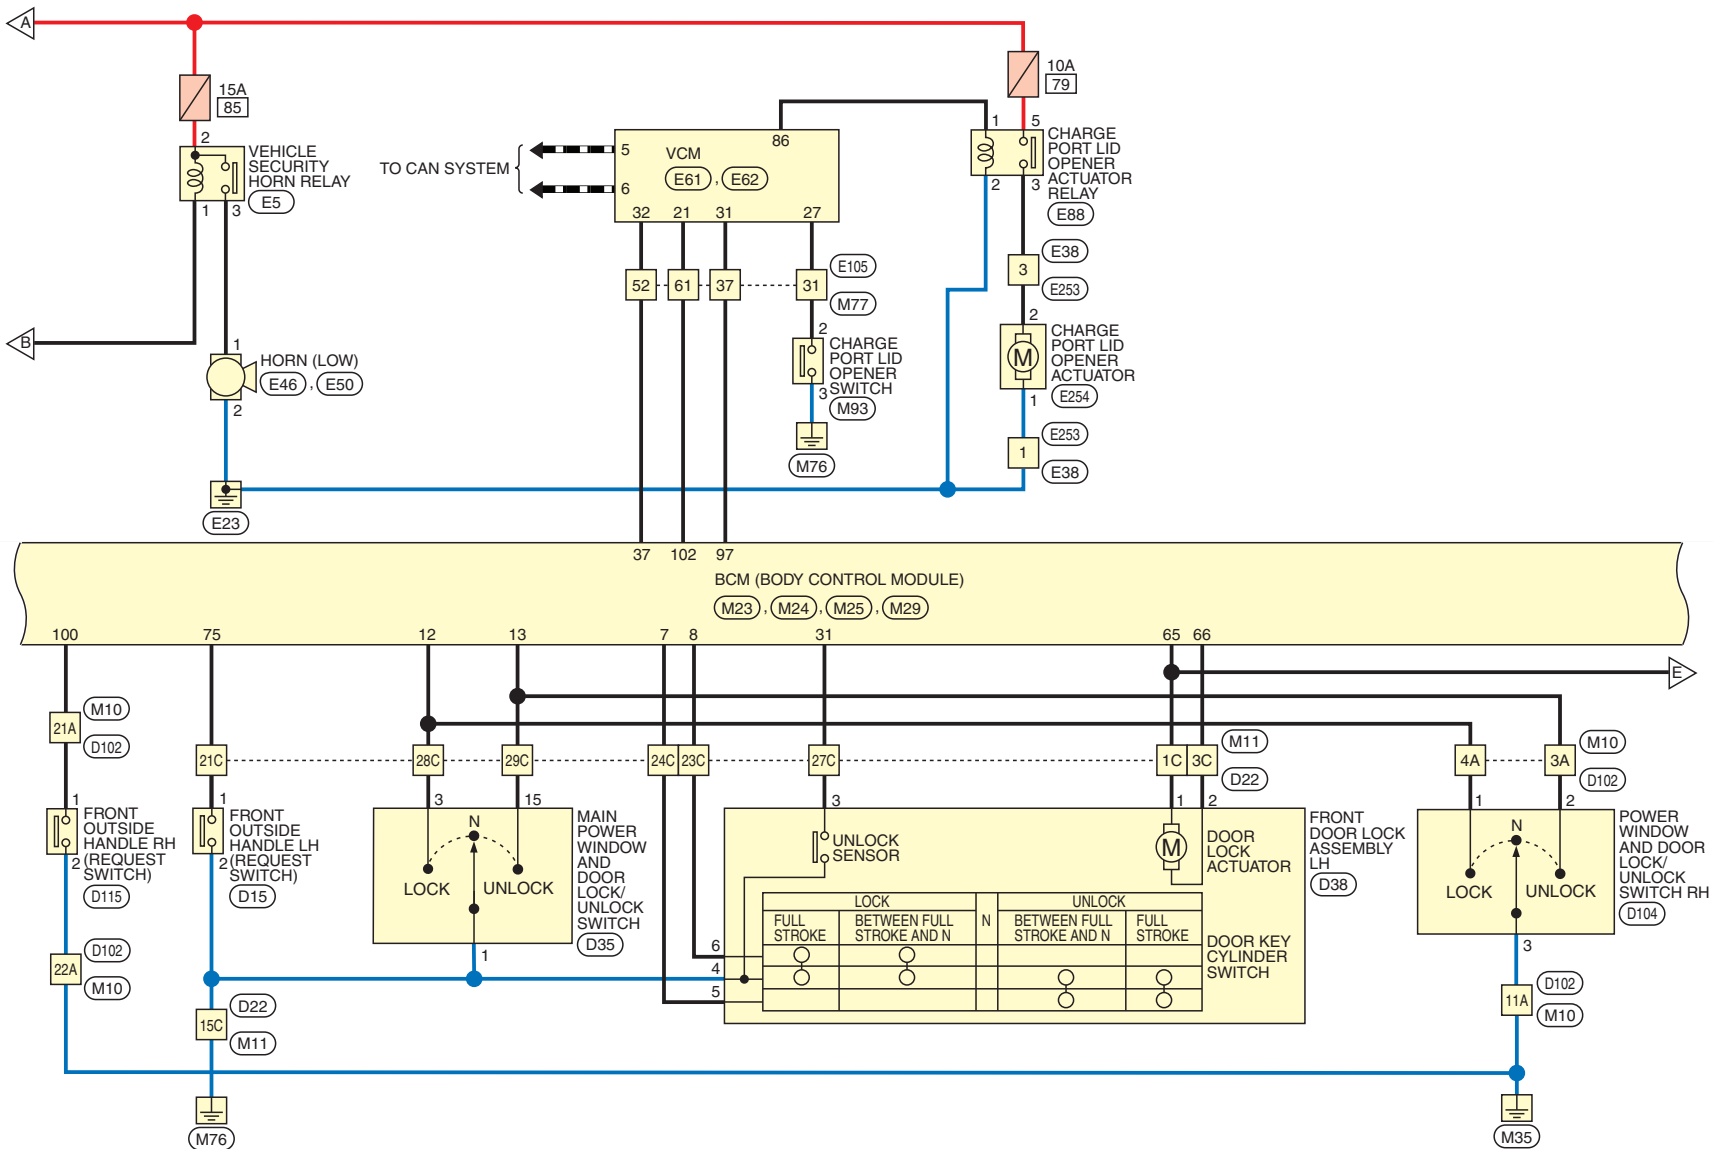 A
15A
85
10A
79
2
VEHICLE
SECURITY
HORN RELAY
E5
1
3
TO CAN SYSTEM
5
6
86
VCM
E61 , E62
32
21
31
27
1
5
CHARGE
PORT LID
OPENER
ACTUATOR
RELAY
E88
2
3
52
61
37
31
E105
M77
E38
3
E253
B
1
HORN (LOW)
E46 , E50
2
E23
2
CHARGE
PORT LID
OPENER
SWITCH
3
M93
M76
2
CHARGE
PORT LID
OPENER
ACTUATOR
M
E254
1
E253
1
E38
37
102
97
BCM (BODY CONTROL MODULE)
M23 , M24 , M25 , M29
100
75
12
13
7
8
31
65
66
E
M10
21A
D102
21C
28C
29C
24C
23C
27C
1C
3C
M11
D22
4A
3A
M10
D102
1
FRONT
OUTSIDE
HANDLE RH
(REQUEST
SWITCH)
2
D115
1
FRONT
OUTSIDE
HANDLE LH
(REQUEST
SWITCH)
2
D15
3
15
N
LOCK
UNLOCK
1
MAIN
POWER
WINDOW
AND
DOOR
LOCK/
UNLOCK
SWITCH
D35
3
UNLOCK
SENSOR
1
2
M
DOOR
LOCK
ACTUATOR
FRONT
DOOR LOCK
ASSEMBLY
LH
D38
LOCK
N
UNLOCK
FULL
STROKE
BETWEEN FULL
STROKE AND N
BETWEEN FULL
STROKE AND N
FULL
STROKE
6
4
5
DOOR KEY
CYLINDER
SWITCH
1
2
N
LOCK
UNLOCK
3
POWER
WINDOW
AND DOOR
LOCK/
UNLOCK
SWITCH RH
D104
D102
22A
M10
D22
15C
M11
D102
11A
M10
M76
M35